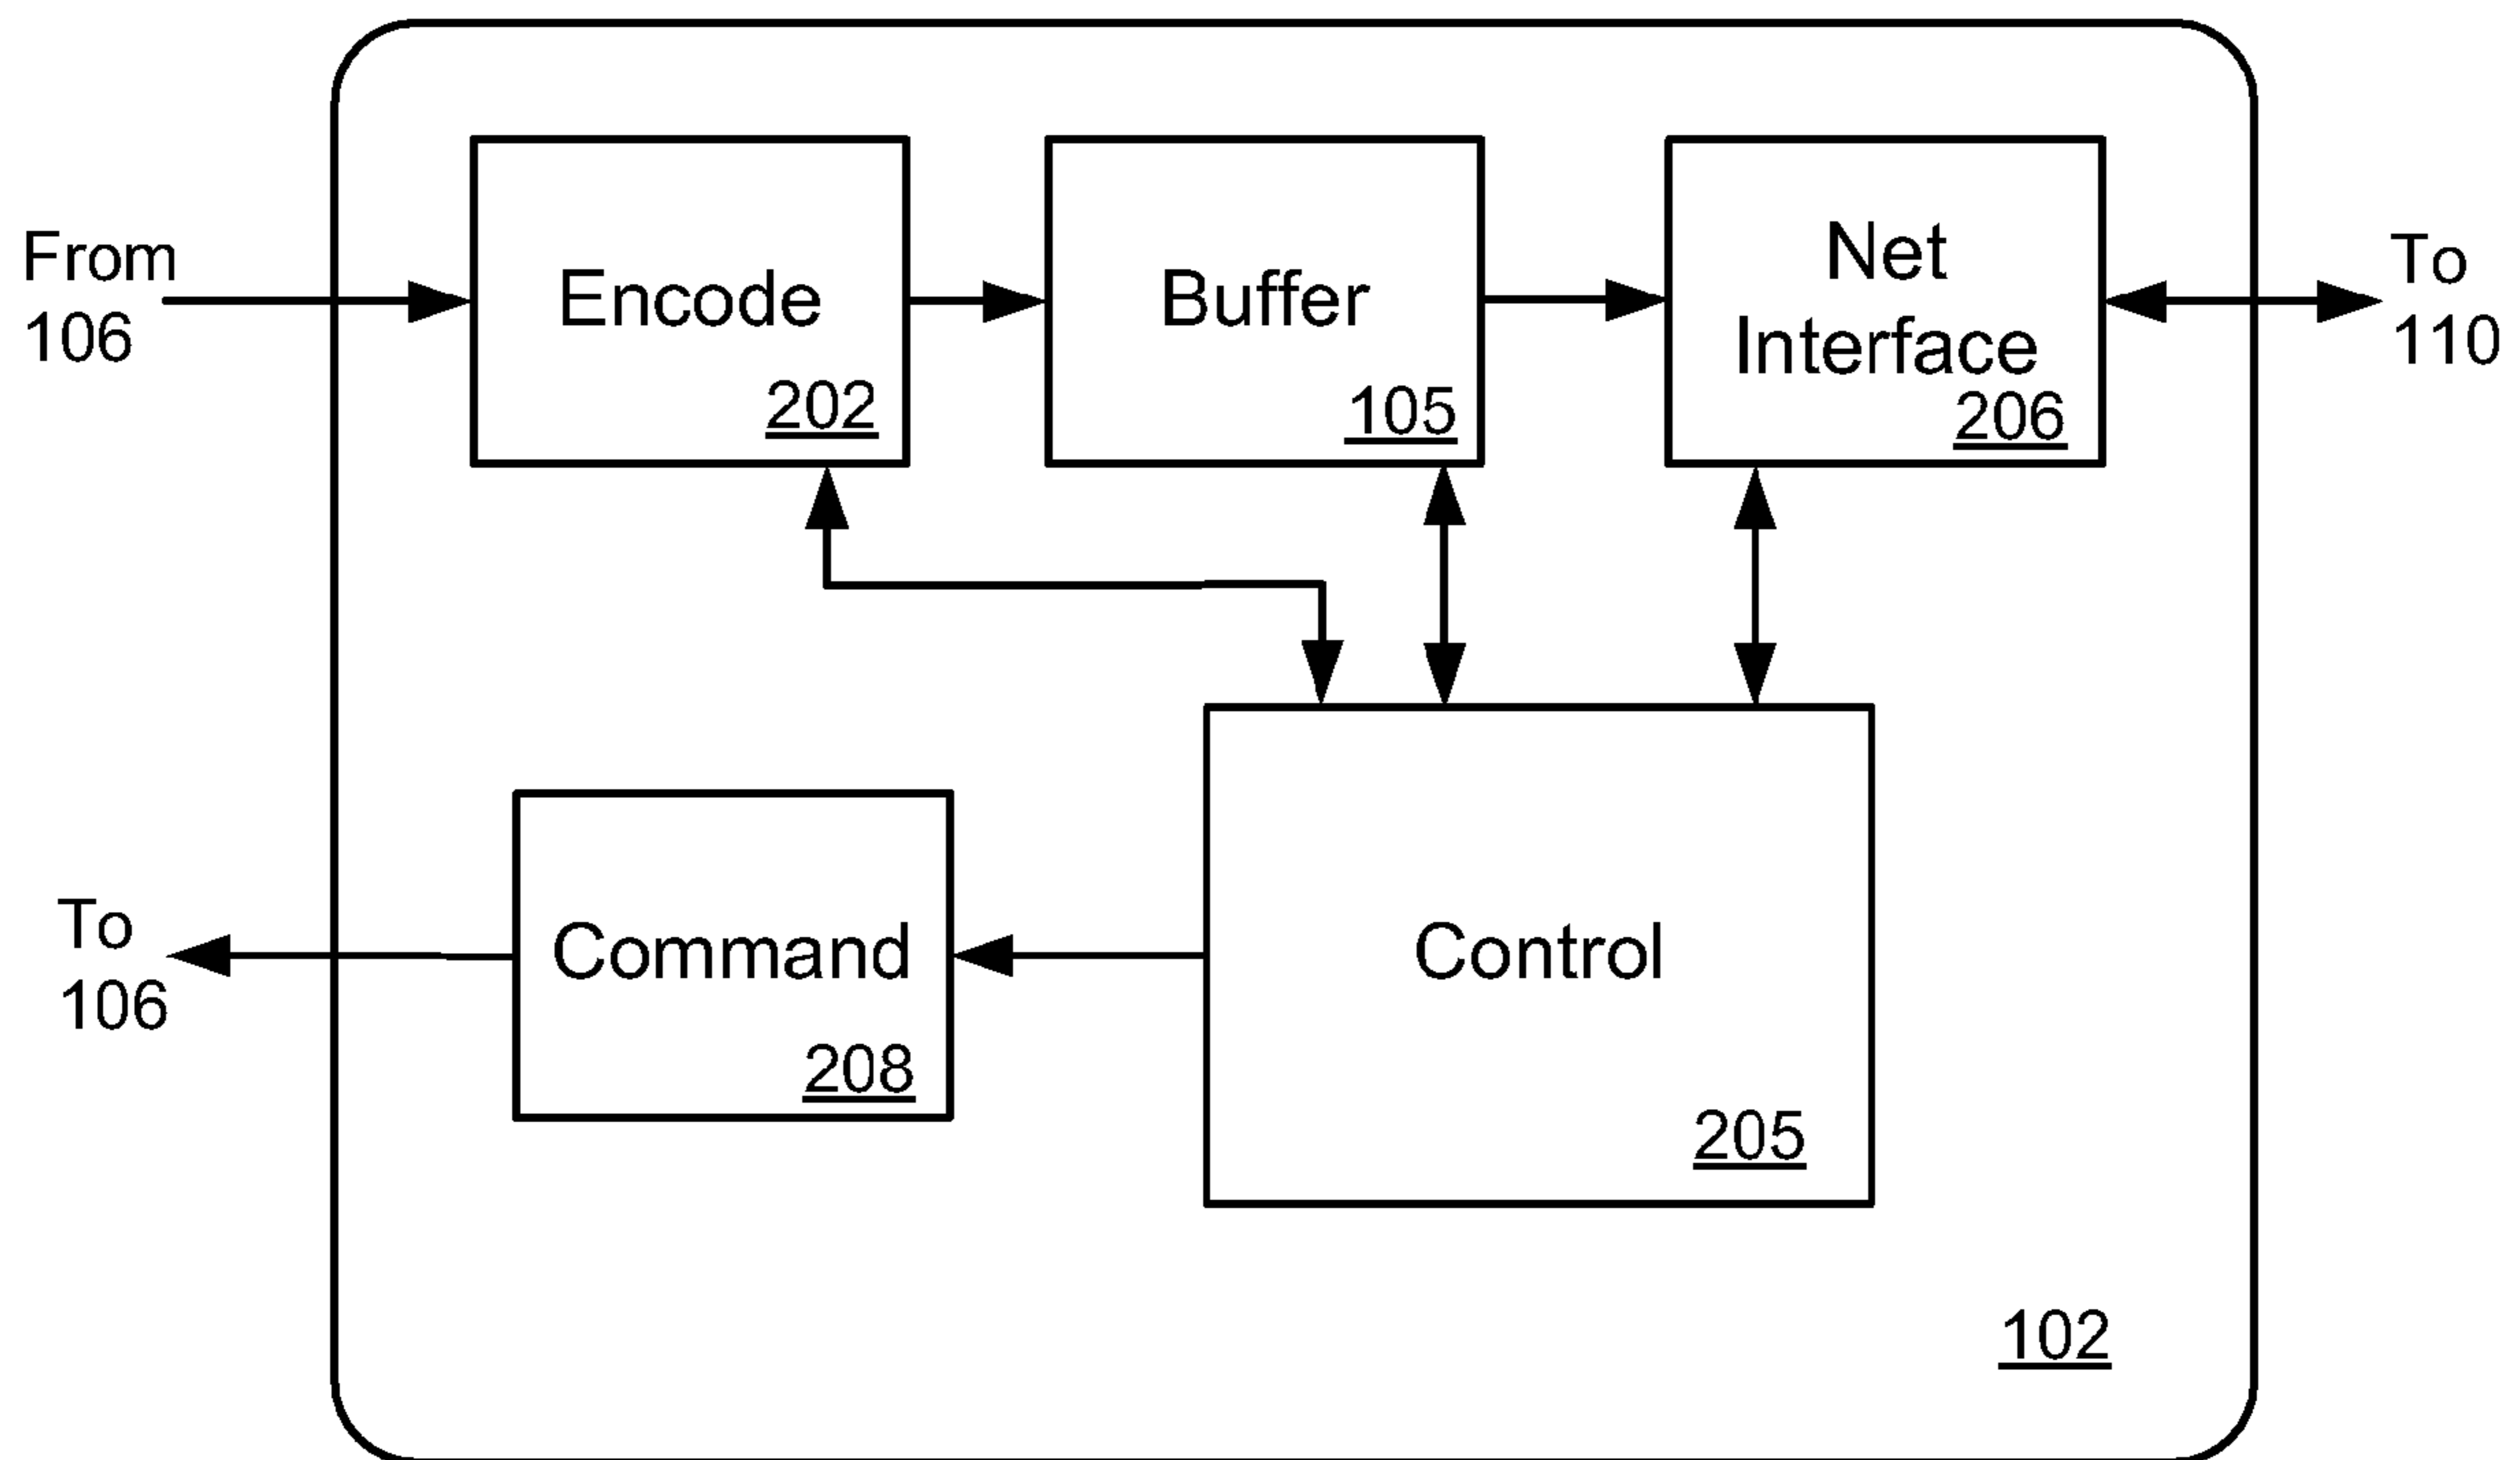 From
106
Encode
202
Buffer
105
Net
Interface
206
To
110
To
106
Command
208
Control
205
102